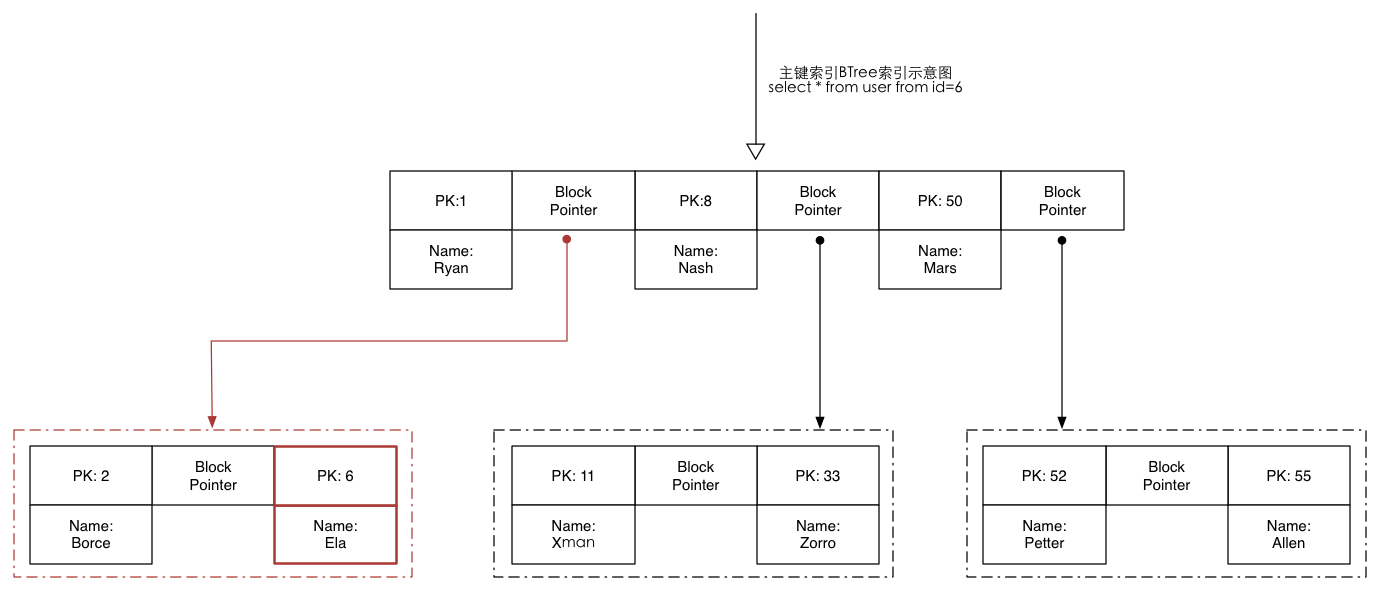 主键索引BTree索引示意图
select * from user from id=6
PK:1
Block
Pointer
PK:8
Block
Pointer
PK: 50
Block
Pointer
Name:
Ryan
Name:
Nash
Name:
Mars
PK: 2
Block
Pointer
PK: 6
Name:
Borce
Name:
Ela
PK: 11
Block
Pointer
PK: 33
Name:
Xman
Name:
Zorro
PK: 52
Block
Pointer
PK: 55
Name:
Petter
Name:
Allen